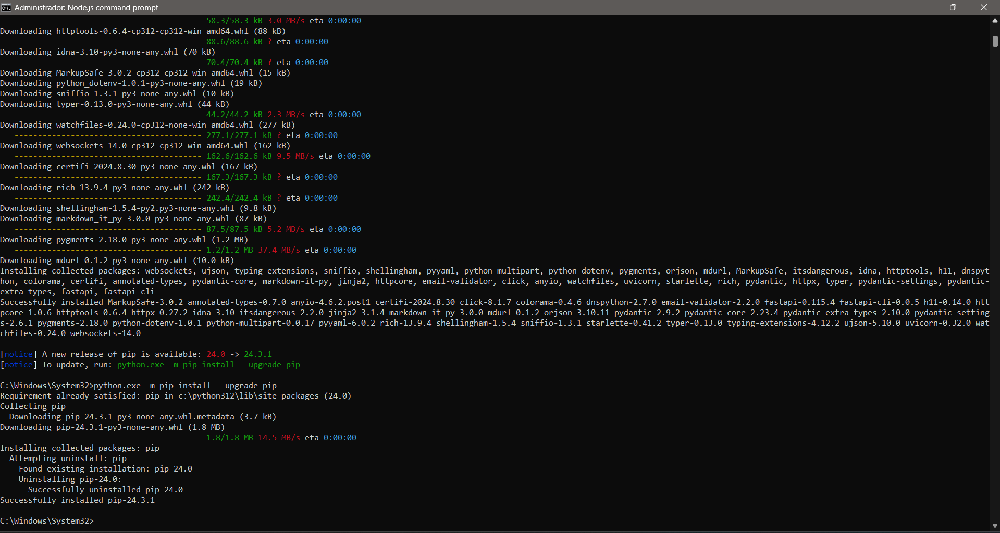 Administrador: Node.js command prompt
---------------------------------------- 58.3/58.3 kB 3.0 MB/s eta 0:00:00
Downloading httptools-0.6.4-cp312-cp312-win_amd64.whl (88 kB)
---------------------------------------- 88.6/88.6 kB ? eta 0:00:00
Downloading idna-3.10-py3-none-any.whl (70 kB)
---------------------------------------- 70.4/70.4 kB ? eta 0:00:00
Downloading MarkupSafe-3.0.2-cp312-cp312-win_amd64.whl (15 kB)
Downloading python_dotenv-1.0.1-py3-none-any.whl (19 kB)
Downloading sniffio-1.3.1-py3-none-any.whl (10 kB)
Downloading typer-0.13.0-py3-none-any.whl (44 kB)
---------------------------------------- 44.2/44.2 kB 2.3 MB/s eta 0:00:00
Downloading watchfiles-0.24.0-cp312-none-win_amd64.whl (277 kB)
---------------------------------------- 277.1/277.1 kB ? eta 0:00:00
Downloading websockets-14.0-cp312-cp312-win_amd64.whl (162 kB)
---------------------------------------- 162.6/162.6 kB 9.5 MB/s eta 0:00:00
Downloading certifi-2024.8.30-py3-none-any.whl (167 kB)
---------------------------------------- 167.3/167.3 kB ? eta 0:00:00
Downloading rich-13.9.4-py3-none-any.whl (242 kB)
---------------------------------------- 242.4/242.4 kB ? eta 0:00:00
Downloading shellingham-1.5.4-py2.py3-none-any.whl (9.8 kB)
Downloading markdown_it_py-3.0.0-py3-none-any.whl (87 kB)
---------------------------------------- 87.5/87.5 kB 5.2 MB/s eta 0:00:00
Downloading pygments-2.18.0-py3-none-any.whl (1.2 MB)
---------------------------------------- 1.2/1.2 MB 37.4 MB/s eta 0:00:00
Downloading mdurl-0.1.2-py3-none-any.whl (10.0 kB)
Installing collected packages: websockets, ujson, typing-extensions, sniffio, shellingham, pyyaml, python-multipart, python-dotenv, pygments, orjson, mdurl, MarkupSafe, itsdangerous, idna, httptools, h11, dnspyt
hon, colorama, certifi, annotated-types, pydantic-core, markdown-it-py, jinja2, httpcore, email-validator, click, anyio, watchfiles, uvicorn, starlette, rich, pydantic, httpx, typer, pydantic-settings, pydantic-
extra-types, fastapi, fastapi-cli
Successfully installed MarkupSafe-3.0.2 annotated-types-0.7.0 anyio-4.6.2.post1 certifi-2024.8.30 click-8.1.7 colorama-0.4.6 dnspython-2.7.0 email-validator-2.2.0 fastapi-0.115.4 fastapi-cli-0.0.5 h11-0.14.0 htt
pcore-1.0.6 httptools-0.6.4 httpx-0.27.2 idna-3.10 itsdangerous-2.2.0 jinja2-3.1.4 markdown-it-py-3.0.0 mdurl-0.1.2 orjson-3.10.11 pydantic-2.9.2 pydantic-core-2.23.4 pydantic-extra-types-2.10.0 pydantic-setting
s-2.6.1 pygments-2.18.0 python-dotenv-1.0.1 python-multipart-0.0.17 pyyaml-6.0.2 rich-13.9.4 shellingham-1.5.4 sniffio-1.3.1 starlette-0.41.2 typer-0.13.0 typing-extensions-4.12.2 ujson-5.10.0 uvicorn-0.32.0 wat
chfiles-0.24.0 websockets-14.0
[notice] A new release of pip is available: 24.0 -> 24.3.1
[notice] To update, run: python.exe -m pip install --upgrade pip
C:\Windows\System32>python.exe -m pip install --upgrade pip
Requirement already satisfied: pip in c:\python312\lib\site-packages (24.0)
Collecting pip
Downloading pip-24.3.1-py3-none-any.whl.metadata (3.7 kB)
Downloading pip-24.3.1-py3-none-any.whl (1.8 MB)
---------------------------------------- 1.8/1.8 MB 14.5 MB/s eta 0:00:00
Installing collected packages: pip
Attempting uninstall: pip
Found existing installation: pip 24.0
Uninstalling pip-24.0:
Successfully uninstalled pip-24.0
Successfully installed pip-24.3.1
C:\Windows\System32>